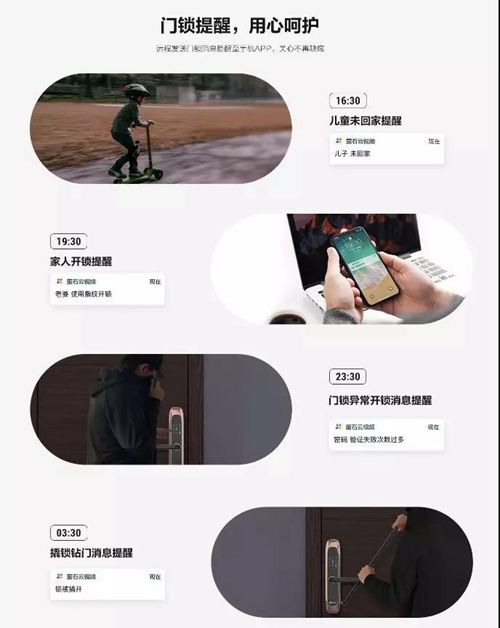 门锁提醒，用心呵护
远程发送门锁消息提醒至手机APP，关心不再缺席
16:30
儿童未回家提醒
萤石云视频 现在
儿子 未回家
19:30
家人开锁提醒
萤石云视频 现在
老婆 使用指纹开锁
23:30
门锁异常开锁消息提醒
萤石云视频 现在
密码 验证失败次数过多
03:30
撬锁钻门消息提醒
萤石云视频 现在
锁被撬开